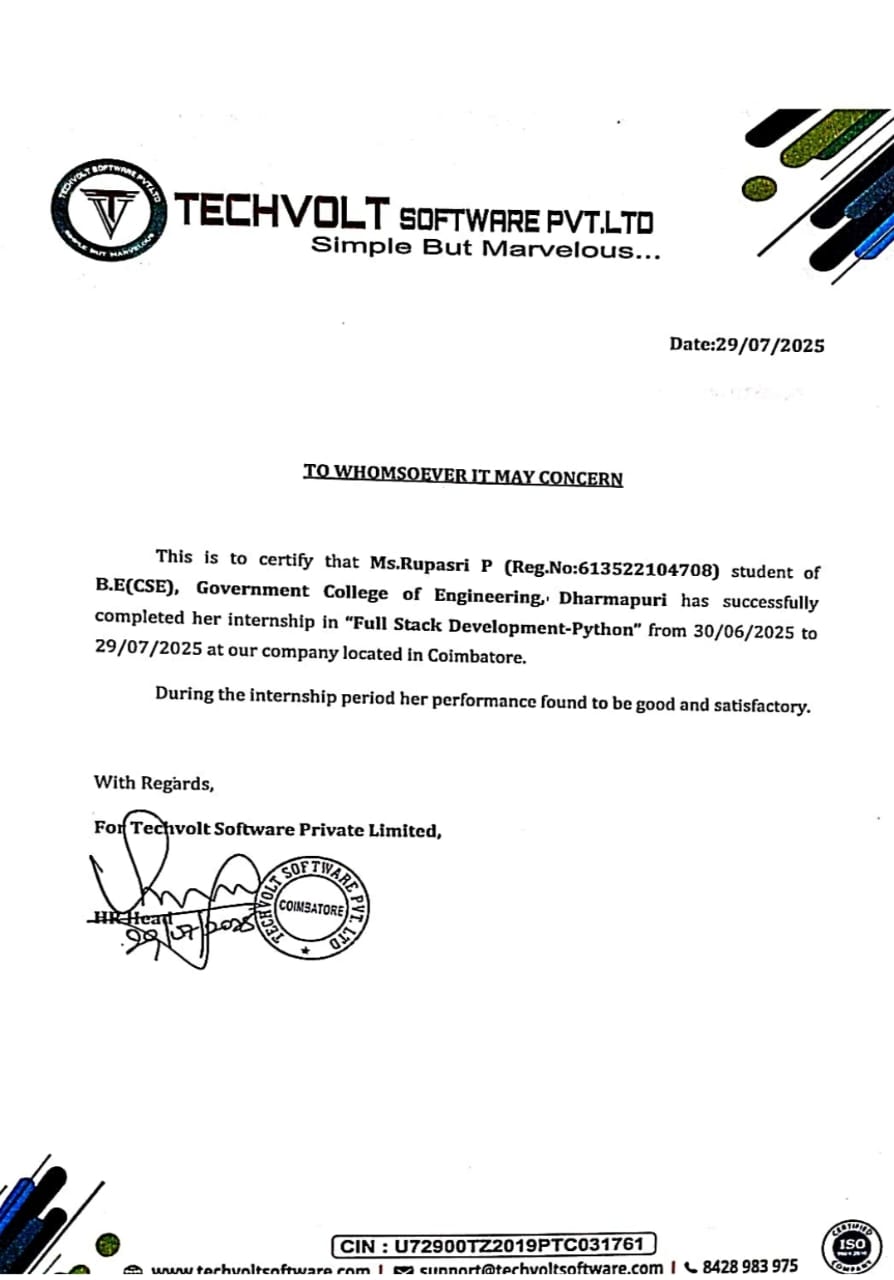 TECHVOLT SOFTWARE PVT.LTD
SIMPLE BUT MARVELOUS
TECHVOLT SOFTWARE PVT.LTD
Simple But Marvelous...
Date:29/07/2025
TO WHOMSOEVER IT MAY CONCERN
This is to certify that Ms.Rupasri P (Reg.No:613522104708) student of
B.E(CSE), Government College of Engineering, Dharmapuri has successfully
completed her internship in "Full Stack Development-Python" from 30/06/2025 to
29/07/2025 at our company located in Coimbatore.
During the internship period her performance found to be good and satisfactory.
With Regards,
For Techvolt Software Private Limited,
HR Head
29/07/2025
TECHVOLT SOFTWARE PVT. LTD
COIMBATORE
CIN : U72900TZ2019PTC031761
www.techvoltsoftware.com | support@techvoltsoftware.com | 8428 983 975
CERTIFIED
ISO
COMPANY